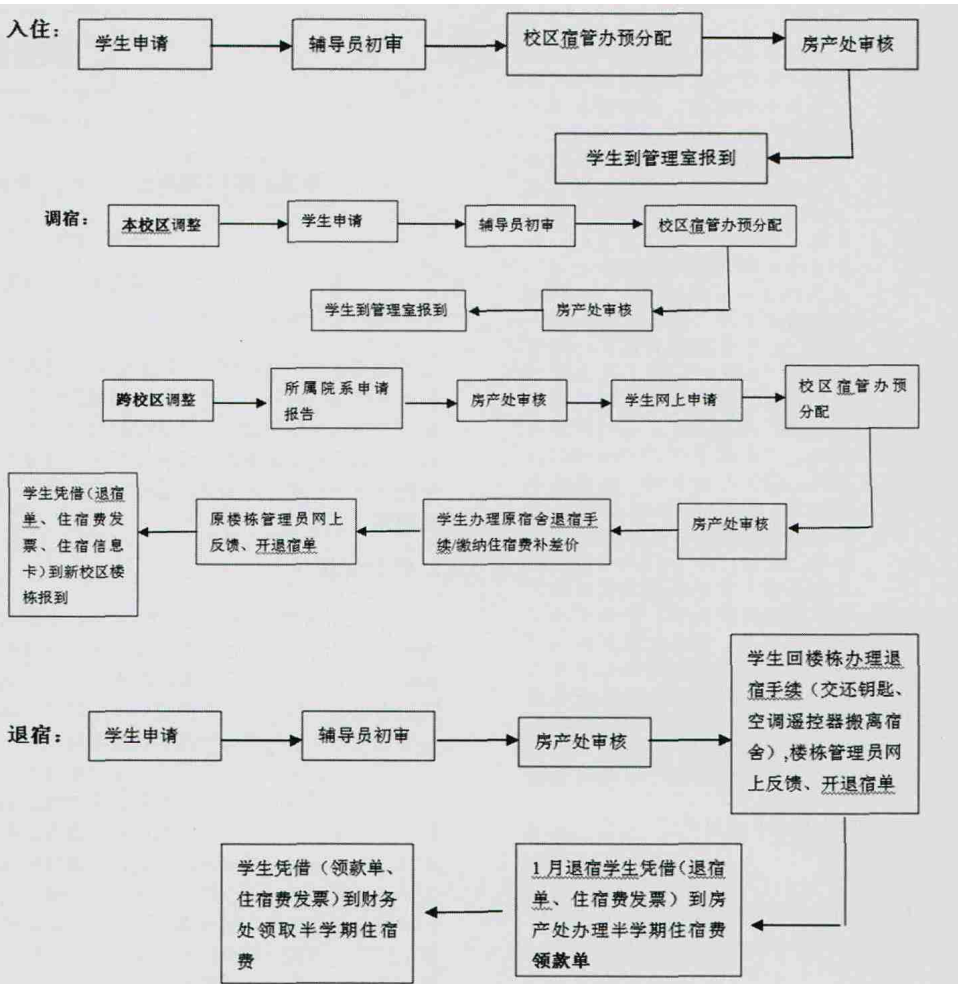 入住：
学生申请
辅导员初审
校区宿管办预分配
房产处审核
学生到管理室报到
调宿：
本校区调整
学生申请
辅导员初审
校区宿管办预分配
房产处审核
学生到管理室报到
跨校区调整
所属院系申请
报告
房产处审核
学生网上申请
校区宿管办预
分配
房产处审核
学生办理原宿舍退宿手
续/缴纳住宿费补差价
原楼栋管理员网上
反馈、开退宿单
学生凭借（退宿
单、住宿费发
票、住宿信息
卡）到新校区楼
栋报到
退宿：
学生申请
辅导员初审
房产处审核
学生回楼栋办理退
宿手续（交还钥匙、
空调遥控器搬离宿
舍）,楼栋管理员网
上反馈、开退宿单
1月退宿学生凭借（退宿
单、住宿费发票）到房
产处办理半学期住宿费
领款单
学生凭借（领款单、
住宿费发票）到财务
处领取半学期住宿
费